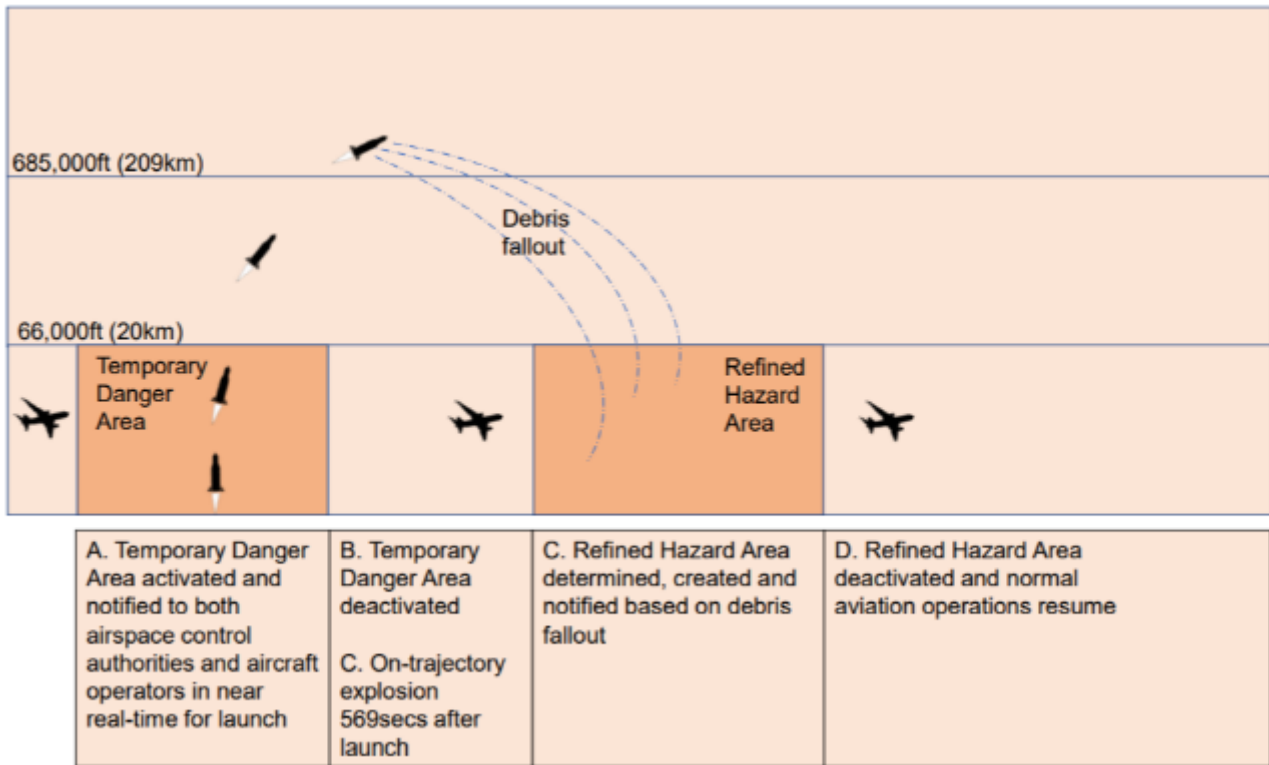 685,000ft (209km)
Debris
fallout
66,000ft (20km)
Temporary
Danger
Area
Refined
Hazard
Area
A. Temporary Danger
Area activated and
notified to both
airspace control
authorities and aircraft
operators in near
real-time for launch
B. Temporary
Danger Area
deactivated
C. On-trajectory
explosion
569secs after
launch
C. Refined Hazard Area
determined, created and
notified based on debris
fallout
D. Refined Hazard Area
deactivated and normal
aviation operations resume